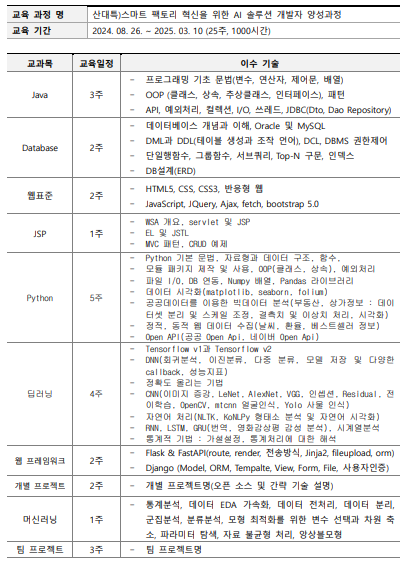 교육 과정 명 산대특)스마트 팩토리 혁신을 위한 AI 솔루션 개발자 양성과정
교육 기간 2024. 08. 26. ~ 2025. 03. 10 (25주, 1000시간)
교과목 교육일정 이수 기술
Java 3주
- 프로그래밍 기초 문법(변수, 연산자, 제어문, 배열)
- OOP (클래스, 상속, 추상클래스, 인터페이스), 패턴
- API, 예외처리, 컬렉션, I/O, 쓰레드, JDBC(Dto, Dao Repository)
Database 2주
- 데이터베이스 개념과 이해, Oracle 및 MySQL
- DML과 DDL(테이블 생성과 조작 언어), DCL, DBMS 권한제어
- 단일행함수, 그룹함수, 서브쿼리, Top-N 구문, 인덱스
- DB설계(ERD)
웹표준 2주
- HTML5, CSS, CSS3, 반응형 웹
- JavaScript, JQuery, Ajax, fetch, bootstrap 5.0
JSP 1주
- WSA 개요, servlet 및 JSP
- EL 및 JSTL
- MVC 패턴, CRUD 예제
Python 5주
- Python 기본 문법, 자료형과 데이터 구조, 함수,
- 모듈 패키지 제작 및 사용, OOP(클래스, 상속), 예외처리
- 파일 I/O, DB 연동, Numpy 배열, Pandas 라이브러리
- 데이터 시각화(matplotlib, seaborn, folium)
- 공공데이터를 이용한 빅데이터 분석(부동산, 상가정보 : 데이
터셋 분리 및 스케일 조정, 결측치 및 이상치 처리, 시각화)
- 정적, 동적 웹 데이터 수집(날씨, 환율, 베스트셀러 정보)
- Open API(공공 Open Api, 네이버 Open Api)
딥러닝 4주
- Tensorflow v1과 Tensorflow v2
- DNN(회귀분석, 이진분류, 다중 분류, 모델 저장 및 다양한
callback, 성능지표)
- 정확도 올리는 기법
- CNN(이미지 증강, LeNet, AlexNet, VGG, 인셉션, Residual, 전
이학습, OpenCV, mtcnn 얼굴인식, Yolo 사물 인식)
- 자연어 처리(NLTK, KoNLPy 형태소 분석 및 자연어 시각화)
- RNN, LSTM, GRU(번역, 영화감상평 감성 분석), 시계열분석
- 통계적 기법 : 가설설정, 통계처리에 대한 해석
웹 프레임워크 2주
- Flask & FastAPI(route, render, 전송방식, Jinja2, fileupload, orm)
- Django (Model, ORM, Tempalte, View, Form, File, 사용자인증)
개별 프로젝트 2주
- 개별 프로젝트명(오픈 소스 및 간략 기술 설명)
머신러닝 1주
- 통계분석, 데이터 EDA 가속화, 데이터 전처리, 데이터 분리,
군집분석, 분류분석, 모형 최적화를 위한 변수 선택과 차원 축
소, 파라미터 탐색, 자료 불균형 처리, 앙상블모형
팀 프로젝트 3주
- 팀 프로젝트명